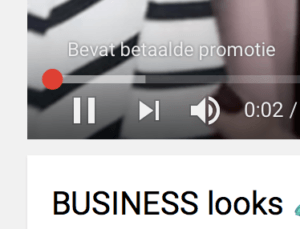 Bevat betaalde promotie
0:02 /
BUSINESS looks